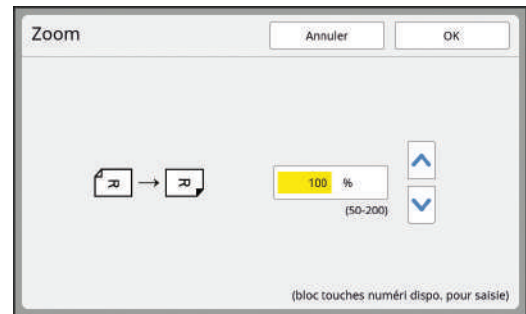 Zoom
Annuler
OK
R → R
100 %
(50-200)
(bloc touches numéri dispo. pour saisie)